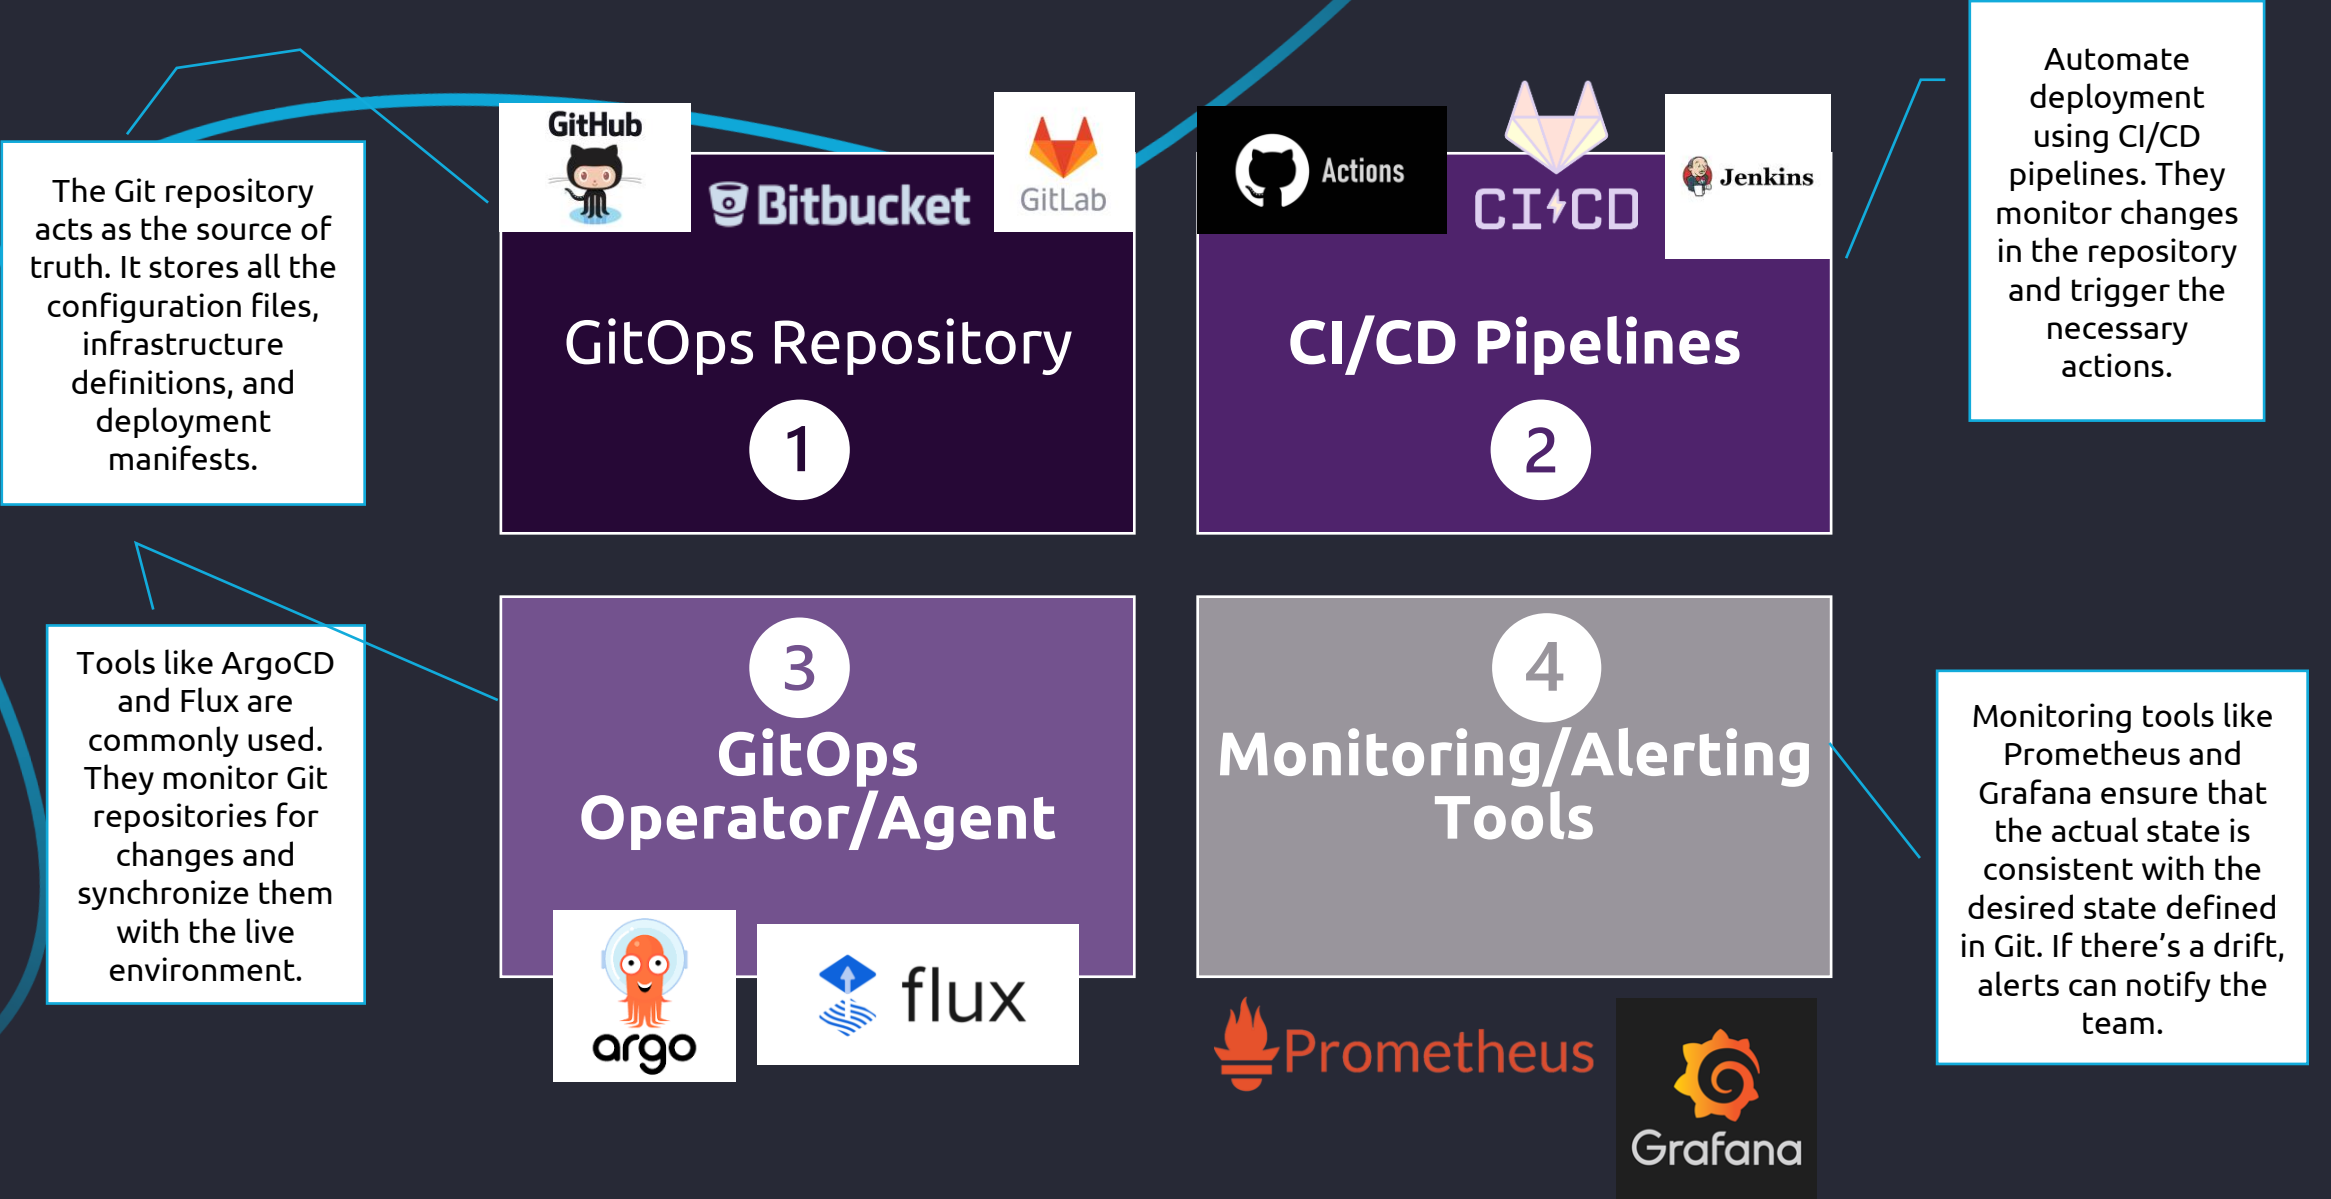 The Git repository
acts as the source of
truth. It stores all the
configuration files,
infrastructure
definitions, and
deployment
manifests.
GitHub
Bitbucket
GitLab
GitOps Repository
1
Actions
CI CD
Jenkins
CI/CD Pipelines
2
Automate
deployment
using CI/CD
pipelines. They
monitor changes
in the repository
and trigger the
necessary
actions.
Tools like ArgoCD
and Flux are
commonly used.
They monitor Git
repositories for
changes and
synchronize them
with the live
environment.
3
GitOps
Operator/Agent
argo
flux
4
Monitoring/Alerting
Tools
Prometheus
Grafana
Monitoring tools like
Prometheus and
Grafana ensure that
the actual state is
consistent with the
desired state defined
in Git. If there’s a drift,
alerts can notify the
team.